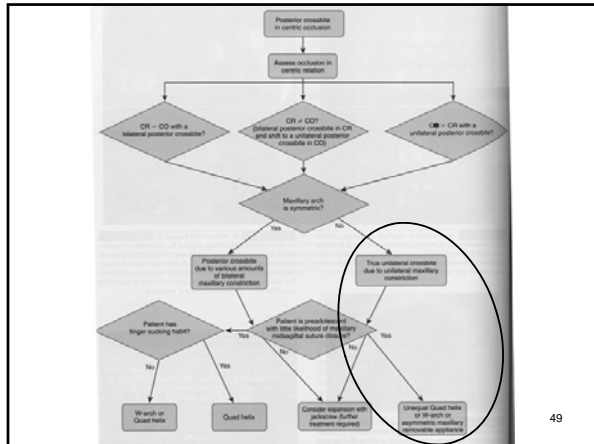 Posterior crossbite
in centric occlusion
Assess occlusion in
centric relation
CR = CO with a
bilateral posterior crossbite?
CR ≠ CO?
(bilateral posterior crossbite in CR
and shift to a unilateral posterior
crossbite in CO)
= CR with a
unilateral posterior crossbite?
Maxillary arch
is symmetric?
Yes
No
Posterior crossbite
due to various amounts
of bilateral
maxillary constriction
True unilateral crossbite
due to unilateral maxillary
constriction
Patient has
finger sucking habit?
Yes
Patient is preadolescent
with little likelihood of maxillary
midsagittal suture closure?
No
Yes
No
No
Yes
W-arch or
Quad helix
Quad helix
Consider expansion with
jackscrew (further
treatment required)
Unequal Quad helix
or W-arch or
asymmetric maxillary
removable appliance
49